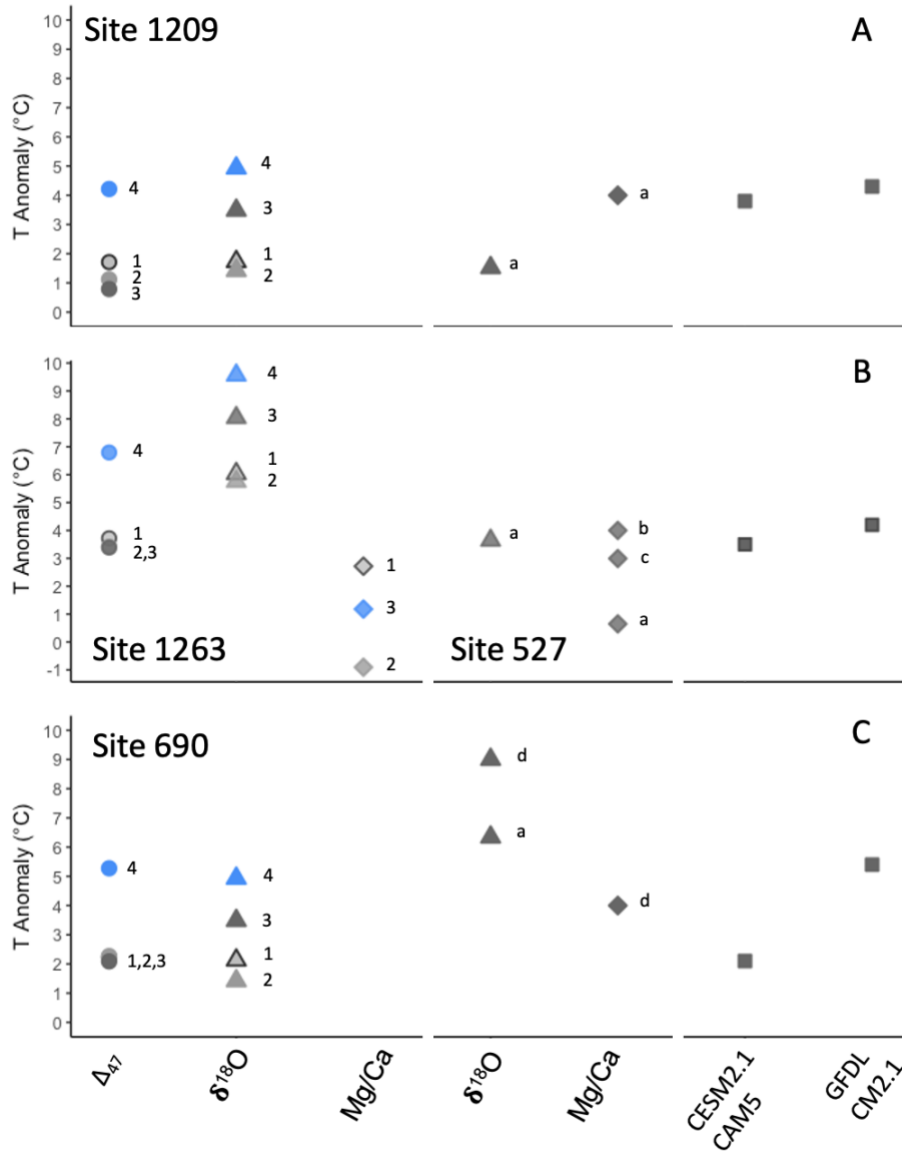 Site 1209
A
T Anomaly (°C)
10
9
8
7
6
5
4
3
2
1
0
4
1
2
3
4
3
1
2
a
a
B
T Anomaly (°C)
10
9
8
7
6
5
4
3
2
1
0
-1
4
1
2,3
4
3
1
2
1
3
2
a
b
c
a
Site 1263
Site 527
Site 690
C
T Anomaly (°C)
10
9
8
7
6
5
4
3
2
1
0
4
1,2,3
4
3
1
2
d
a
d
Δ47
δ18O
Mg/Ca
δ18O
Mg/Ca
CESM2.1
CAM5
GFDL
CM2.1